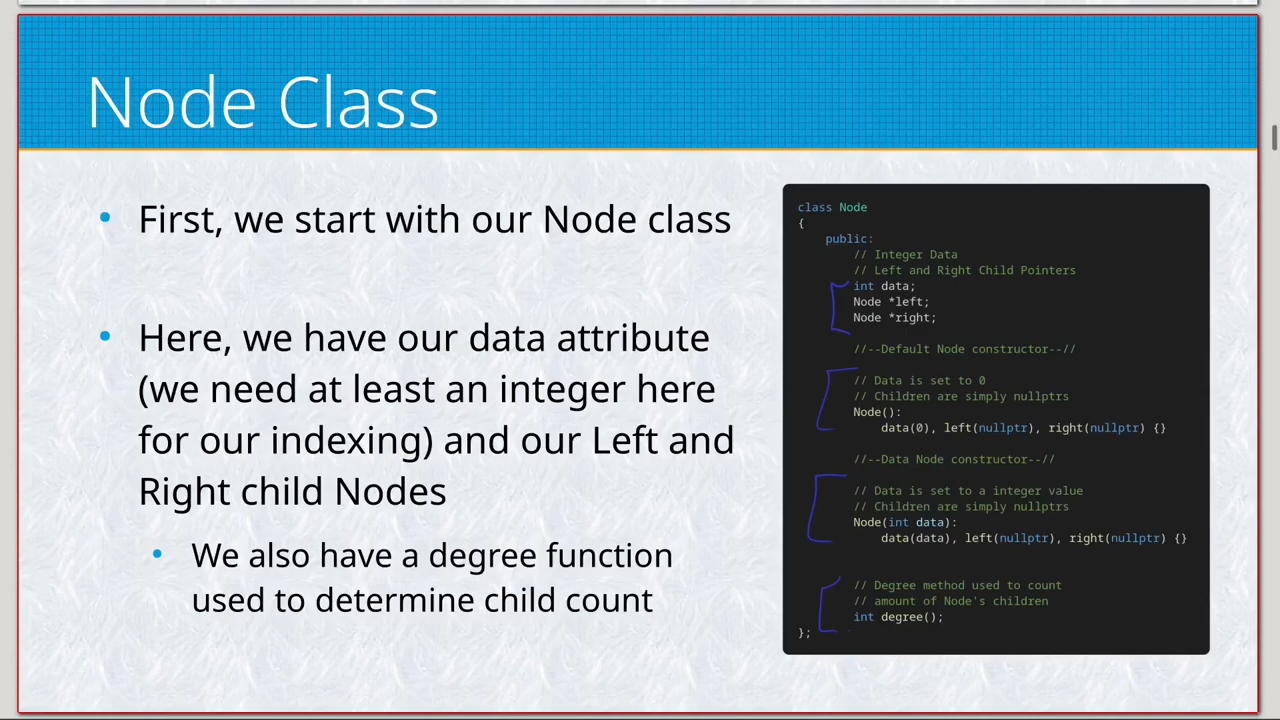 Node Class
• First, we start with our Node class
• Here, we have our data attribute
(we need at least an integer here
for our indexing) and our Left and
Right child Nodes
• We also have a degree function
used to determine child count
class Node
{
    public:
        // Integer Data
        // Left and Right Child Pointers
        int data;
        Node *left;
        Node *right;
        //--Default Node constructor--//
        // Data is set to 0
        // Children are simply nullptrs
        Node():
            data(0), left(nullptr), right(nullptr) {}
        //--Data Node constructor--//
        // Data is set to a integer value
        // Children are simply nullptrs
        Node(int data):
            data(data), left(nullptr), right(nullptr) {}
        // Degree method used to count
        // amount of Node's children
        int degree();
};